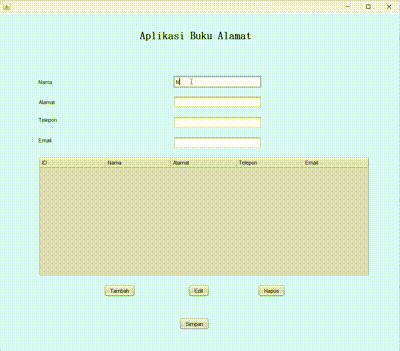 Aplikasi Buku Alamat
Nama
Alamat
Telepon
Email
ID Nama Alamat Telepon Email
Tambah Edit Hapus
Simpan